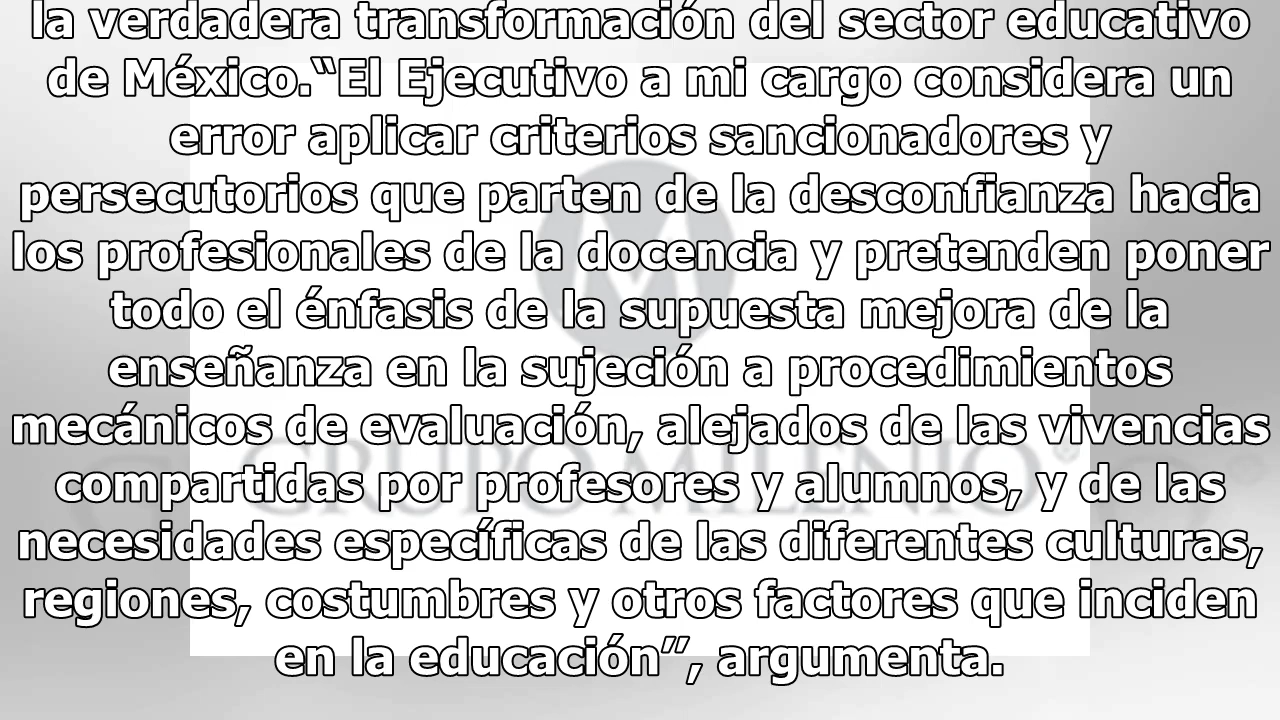 la verdadera transformación del sector educativo
de México.“El Ejecutivo a mi cargo considera un
error aplicar criterios sancionadores y
persecutorios que parten de la desconfianza hacia
los profesionales de la docencia y pretenden poner
todo el énfasis de la supuesta mejora de la
enseñanza en la sujeción a procedimientos
mecánicos de evaluación, alejados de las vivencias
compartidas por profesores y alumnos, y de las
necesidades específicas de las diferentes culturas,
regiones, costumbres y otros factores que inciden
en la educación”, argumenta.
GRUPO MILENIO®